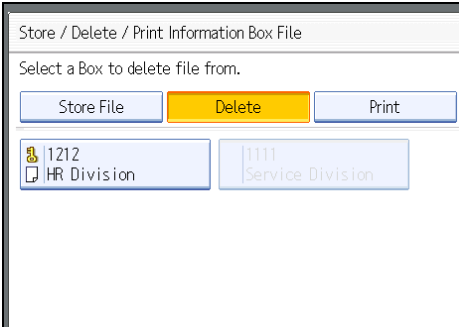 Store / Delete / Print Information Box File
Select a Box to delete file from.
Store File Delete Print
1212 1111
HR Division Service Division